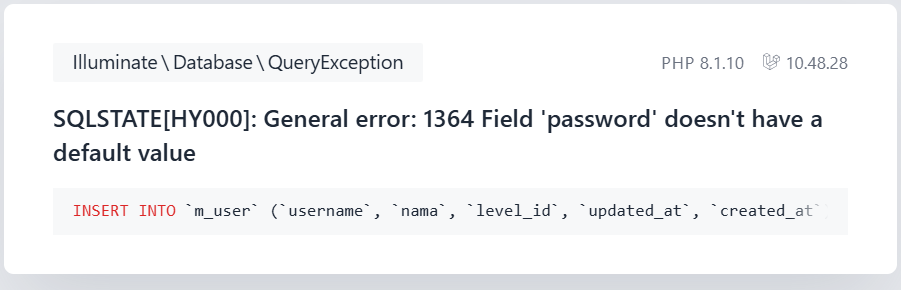 Illuminate\Database\QueryException
PHP 8.1.10 10.48.28
SQLSTATE[HY000]: General error: 1364 Field 'password' doesn't have a
default value
INSERT INTO `m_user` (`username`, `nama`, `level_id`, `updated_at`, `created_at`